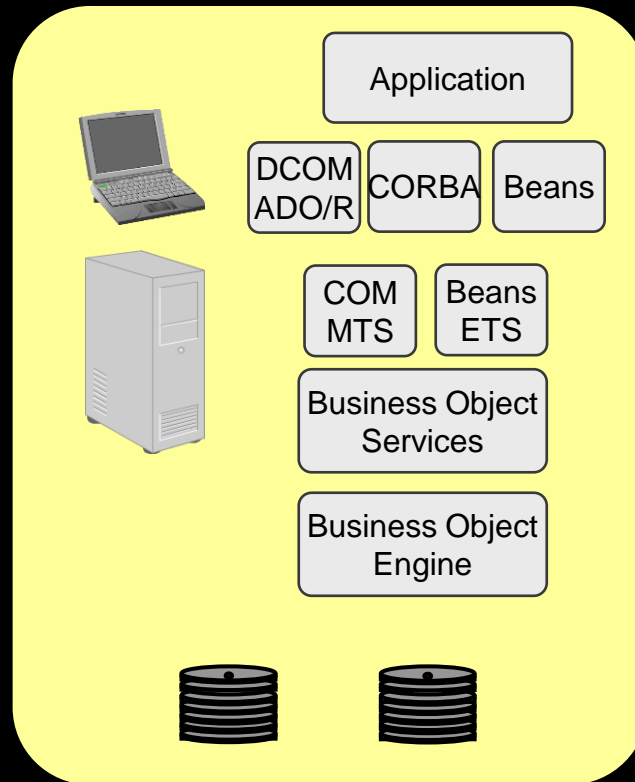 Application
DCOM
ADO/R
CORBA
Beans
COM
MTS
Beans
ETS
Business Object
Services
Business Object
Engine